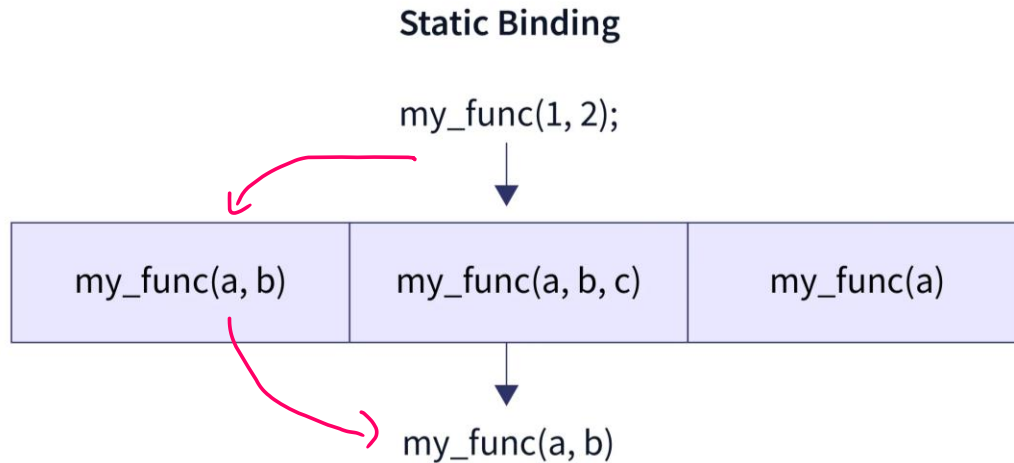 Static Binding
my_func(1, 2);
my_func(a, b)
my_func(a, b, c)
my_func(a)
my_func(a, b)